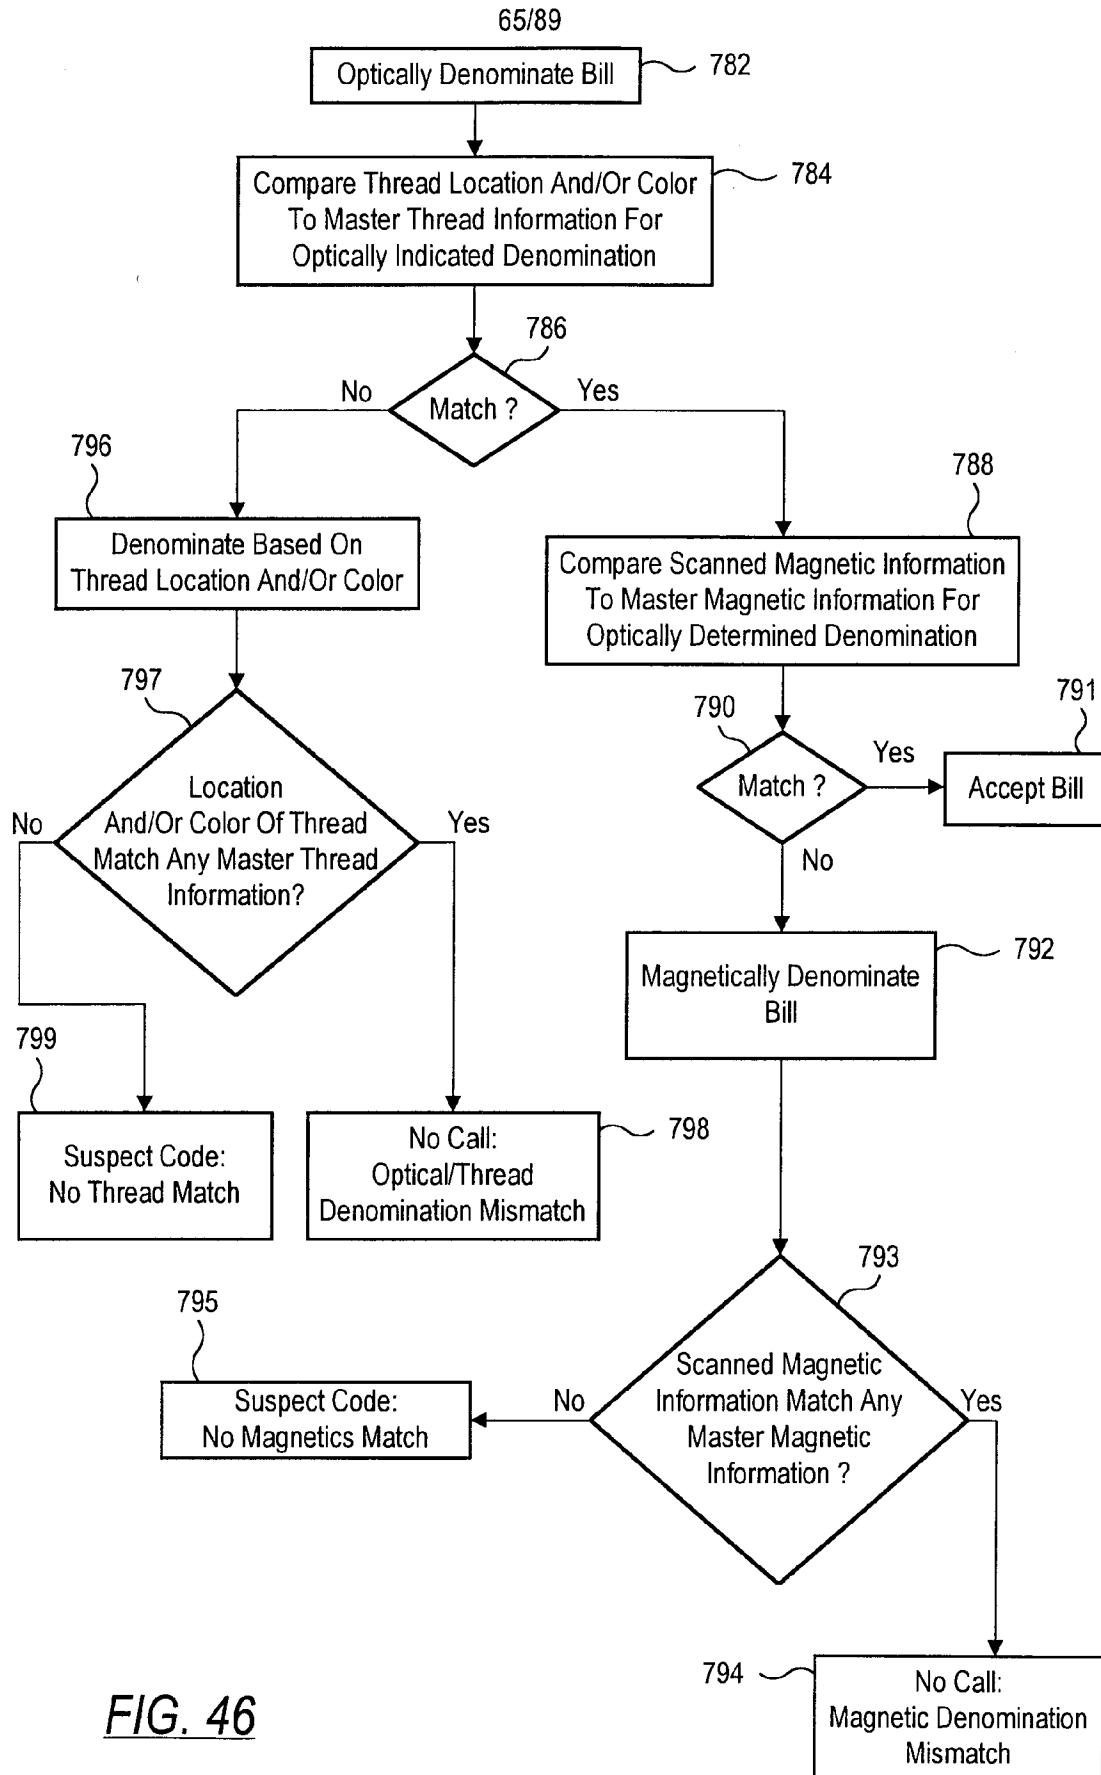 65/89
Optically Denominate Bill
782
Compare Thread Location And/Or Color
To Master Thread Information For
Optically Indicated Denomination
784
786
Match ?
No
Yes
796
Denominate Based On
Thread Location And/Or Color
788
Compare Scanned Magnetic Information
To Master Magnetic Information For
Optically Determined Denomination
797
Location
And/Or Color Of Thread
Match Any Master Thread
Information?
No
Yes
790
Match ?
Yes
No
791
Accept Bill
792
Magnetically Denominate
Bill
799
Suspect Code:
No Thread Match
798
No Call:
Optical/Thread
Denomination Mismatch
793
Scanned Magnetic
Information Match Any
Master Magnetic
Information ?
No
Yes
795
Suspect Code:
No Magnetics Match
794
No Call:
Magnetic Denomination
Mismatch
FIG. 46